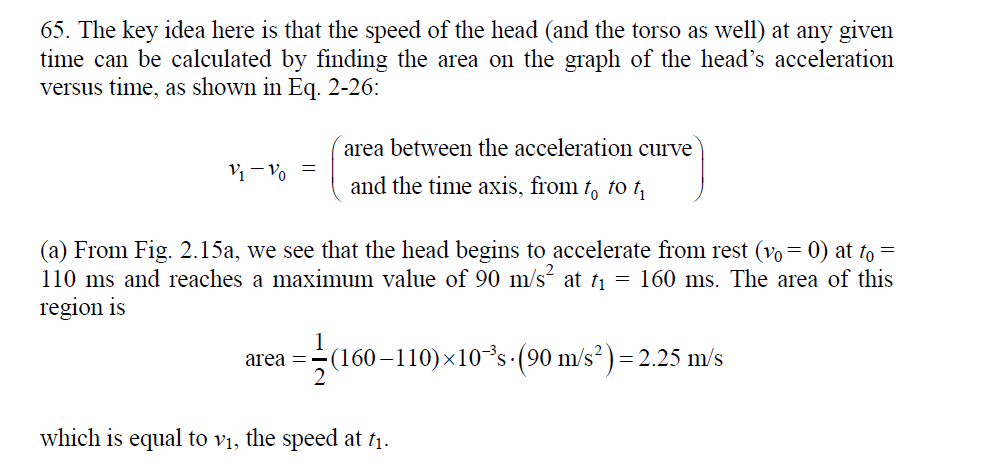 65. The key idea here is that the speed of the head (and the torso as well) at any given
time can be calculated by finding the area on the graph of the head’s acceleration
versus time, as shown in Eq. 2-26:
v₁ − v₀ = (area between the acceleration curve
and the time axis, from t₀ to t₁)
(a) From Fig. 2.15a, we see that the head begins to accelerate from rest (v₀ = 0) at t₀ =
110 ms and reaches a maximum value of 90 m/s² at t₁ = 160 ms. The area of this
region is
area = 1/2 (160 − 110) × 10⁻³s · (90 m/s²) = 2.25 m/s
which is equal to v₁, the speed at t₁.